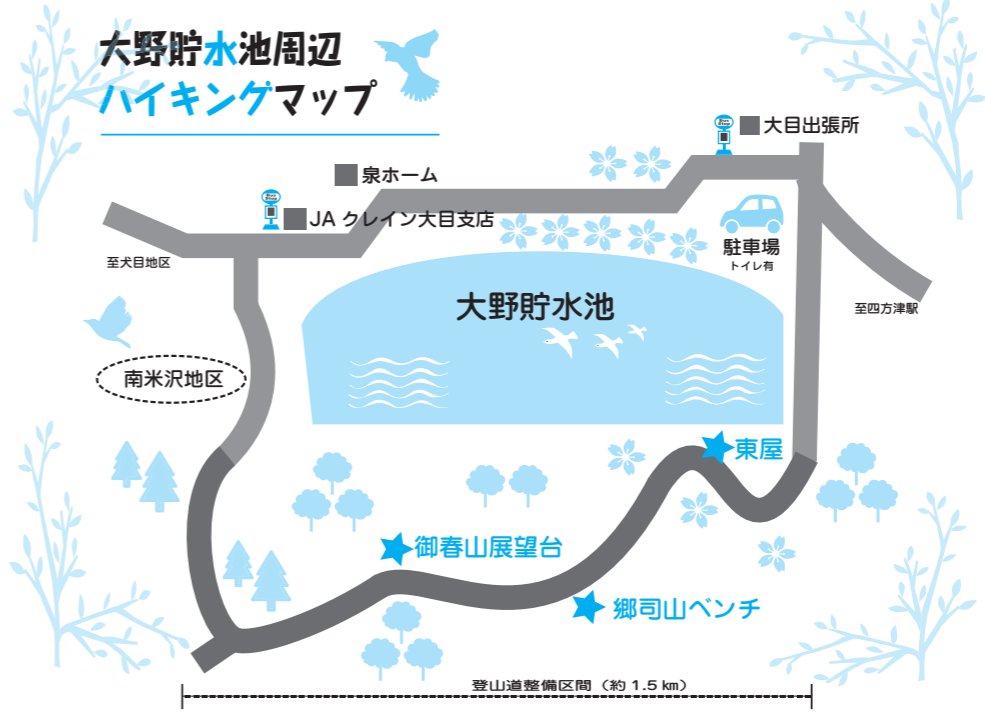 大野貯水池周辺
ハイキングマップ
大目出張所
泉ホーム
JA クレイン大目支店
駐車場
トイレ有
至犬目地区
大野貯水池
至四方津駅
南米沢地区
東屋
御春山展望台
郷司山ベンチ
登山道整備区間（約 1.5 ㎞）